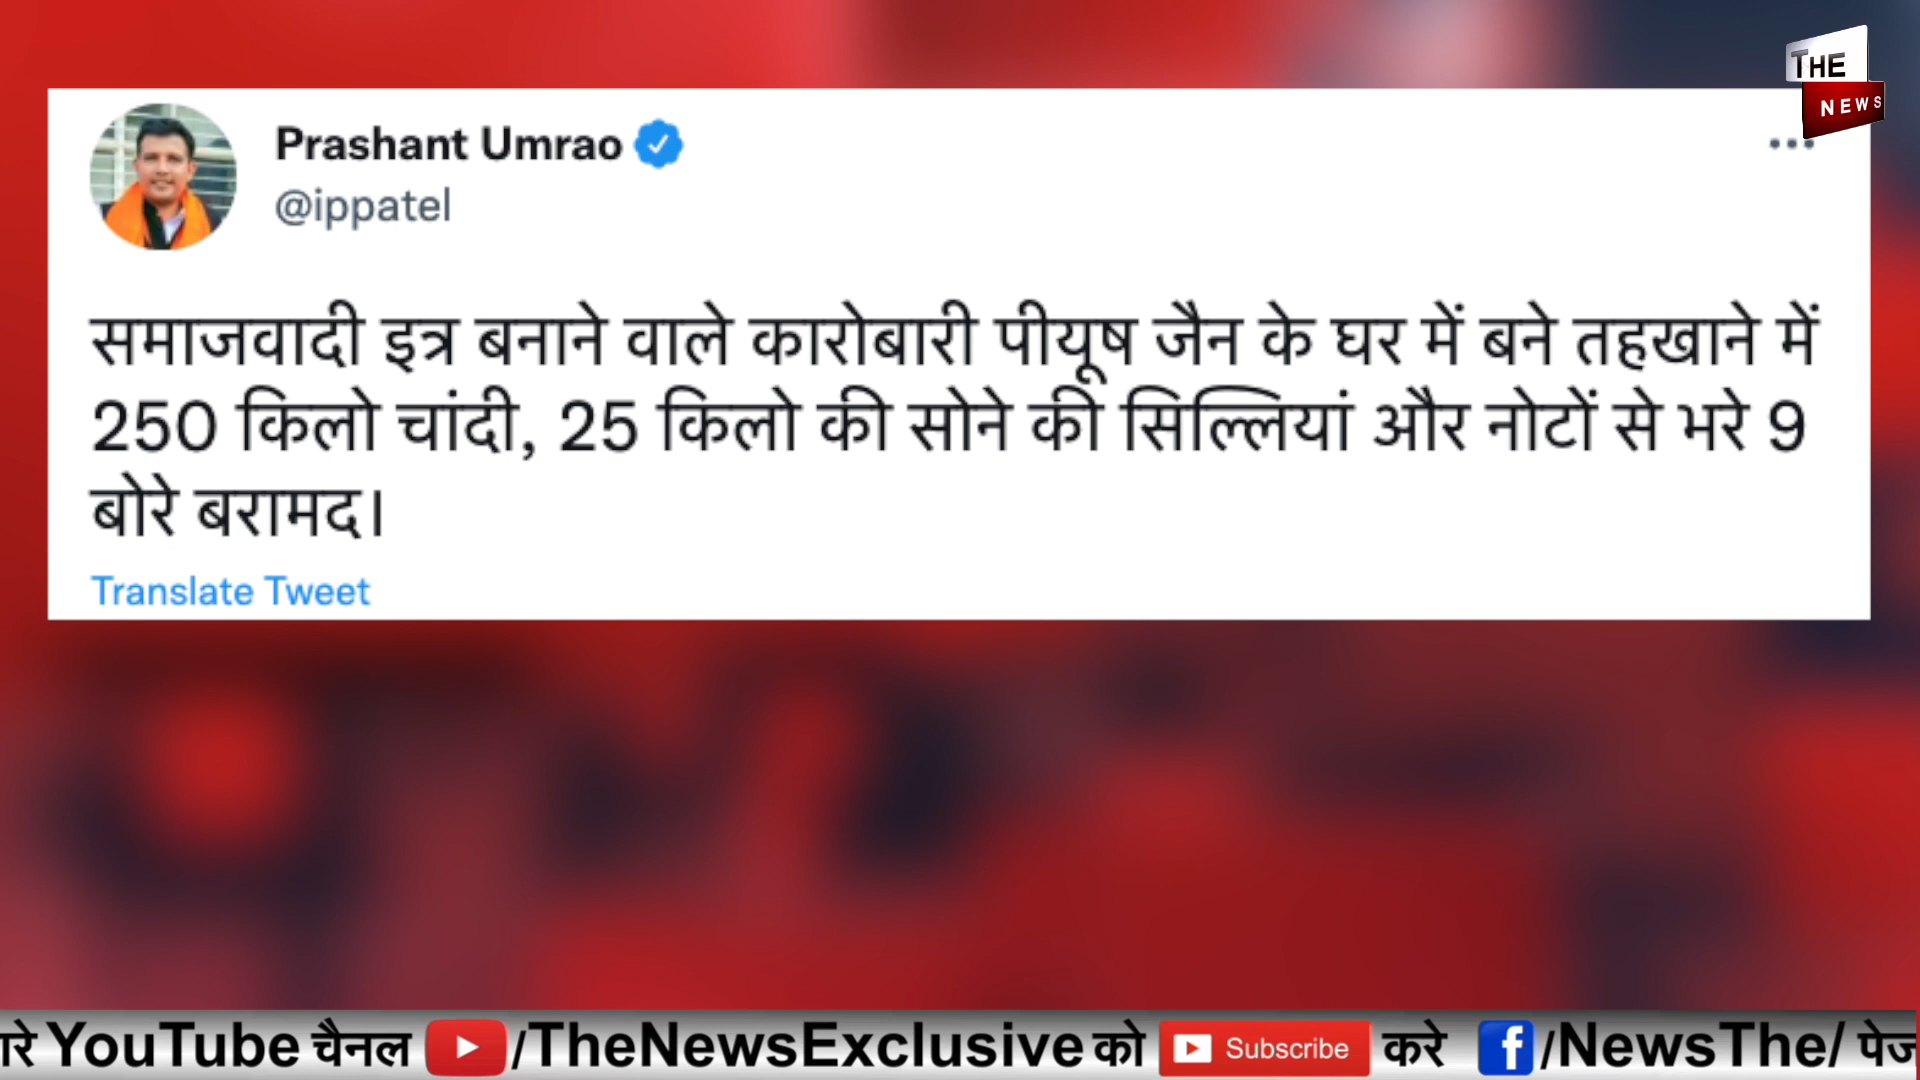 THE
NEWS
Prashant Umrao
@ippatel
समाजवादी इत्र बनाने वाले कारोबारी पीयूष जैन के घर में बने तहखाने में
250 किलो चांदी, 25 किलो की सोने की सिल्लियां और नोटों से भरे 9
बोरे बरामद।
Translate Tweet
YouTube चैनल /TheNewsExclusive को Subscribe करे /NewsThe/